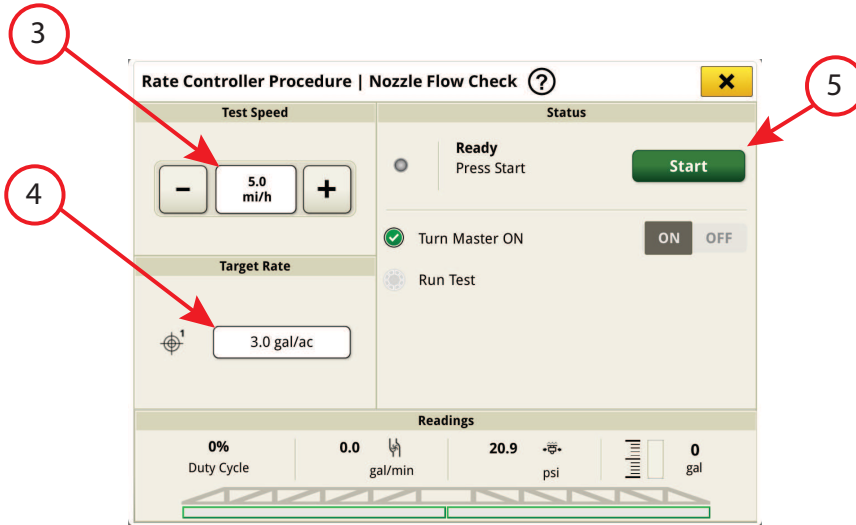 3
Rate Controller Procedure | Nozzle Flow Check ?
5
Test Speed
Status
Ready
Press Start
Start
−
5.0
mi/h
+
4
Turn Master ON
ON OFF
Target Rate
Run Test
1
3.0 gal/ac
Readings
0%
Duty Cycle
0.0
gal/min
20.9
psi
0
gal